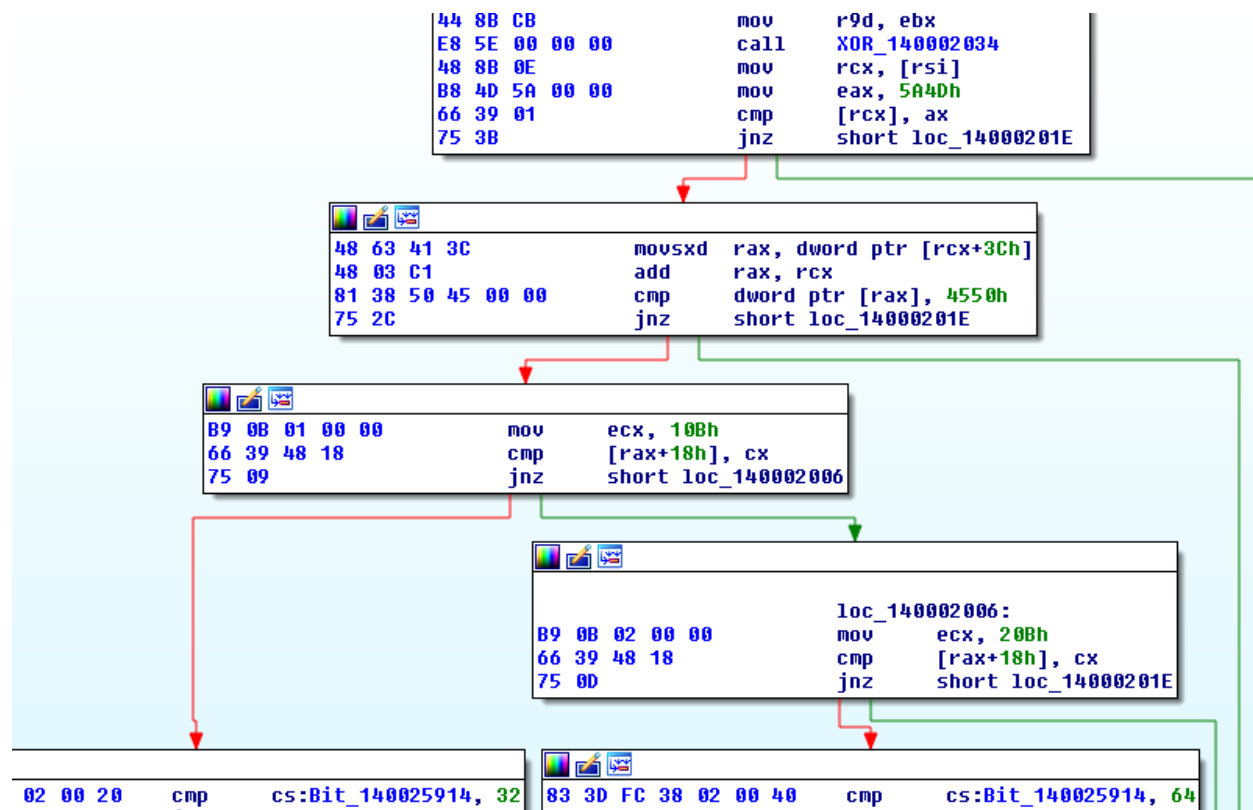 44 8B CB mov r9d, ebx
E8 5E 00 00 00 call XOR_140002034
48 8B 0E mov rcx, [rsi]
B8 4D 5A 00 00 mov eax, 5A4Dh
66 39 01 cmp [rcx], ax
75 3B jnz short loc_14000201E
48 63 41 3C movsxd rax, dword ptr [rcx+3Ch]
48 03 C1 add rax, rcx
81 38 50 45 00 00 cmp dword ptr [rax], 4550h
75 2C jnz short loc_14000201E
B9 0B 01 00 00 mov ecx, 10Bh
66 39 48 18 cmp [rax+18h], cx
75 09 jnz short loc_140002006
loc_140002006:
B9 0B 02 00 00 mov ecx, 20Bh
66 39 48 18 cmp [rax+18h], cx
75 0D jnz short loc_14000201E
02 00 20 cmp cs:Bit_140025914, 32
83 3D FC 38 02 00 40 cmp cs:Bit_140025914, 64